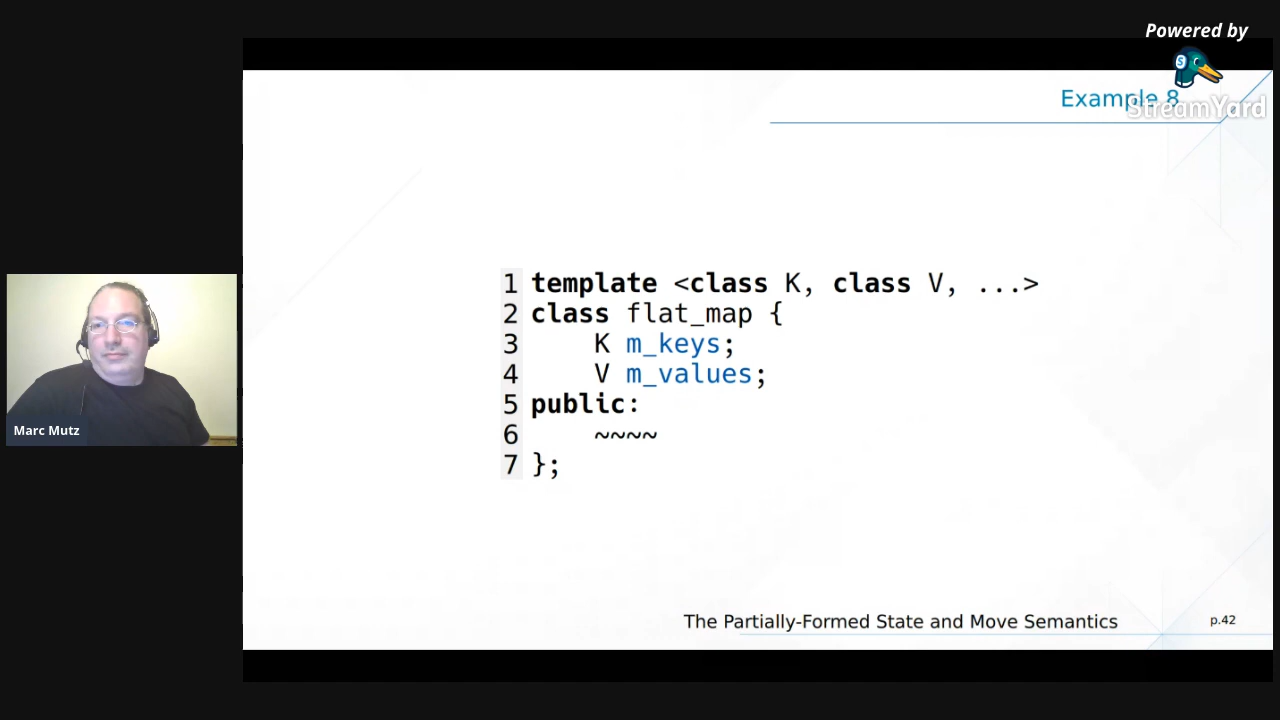 Powered by
StreamYard
Example 8
1 template <class K, class V, ...>
2 class flat_map {
3     K m_keys;
4     V m_values;
5 public:
6     ~~~~
7 };
Marc Mutz
The Partially-Formed State and Move Semantics
p.42